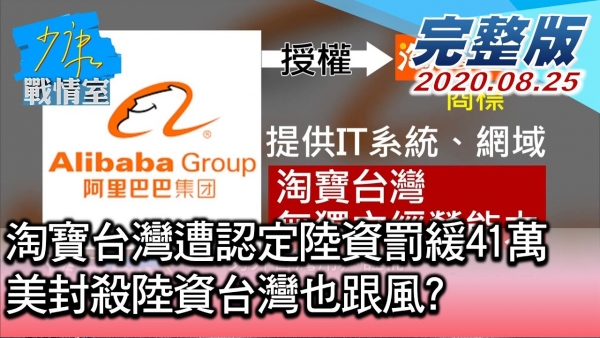 少康
戰情室
完整版
2020.08.25
授權
商標
Alibaba Group
阿里巴巴集团
提供IT系統、網域
淘寶台灣
淘寶台灣遭認定陸資罰緩41萬
美封殺陸資台灣也跟風?